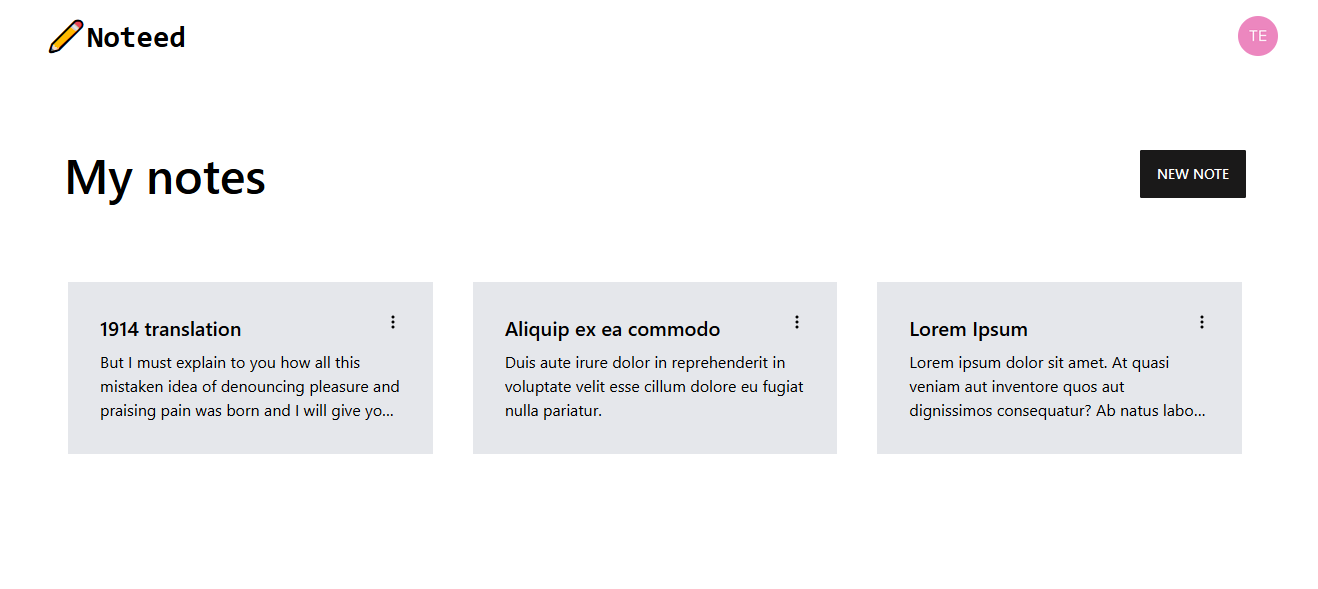 Noteed
TE
My notes
NEW NOTE
1914 translation
But I must explain to you how all this
mistaken idea of denouncing pleasure and
praising pain was born and I will give yo...
Aliquip ex ea commodo
Duis aute irure dolor in reprehenderit in
voluptate velit esse cillum dolore eu fugiat
nulla pariatur.
Lorem Ipsum
Lorem ipsum dolor sit amet. At quasi
veniam aut inventore quos aut
dignissimos consequatur? Ab natus labo...